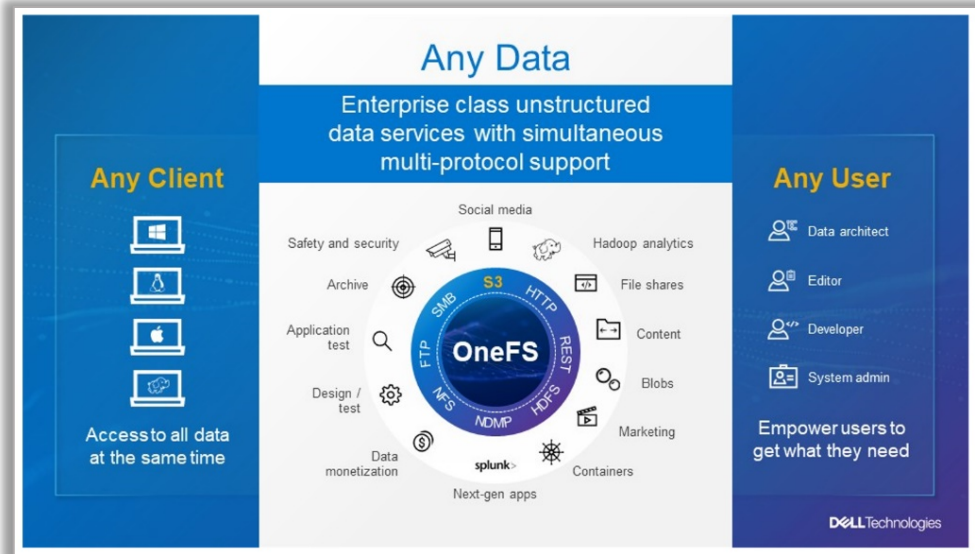 Any Data
Enterprise class unstructured
data services with simultaneous
multi-protocol support
Any Client
Access to all data
at the same time
Social media
Safety and security
Hadoop analytics
Archive
File shares
Application
test
Content
Design /
test
Blobs
Data
monetization
Marketing
Containers
splunk>
Next-gen apps
S3
HTTP
REST
HDFS
NDMP
NFS
FTP
SMB
OneFS
Any User
Data architect
Editor
Developer
System admin
Empower users to
get what they need
DELL Technologies